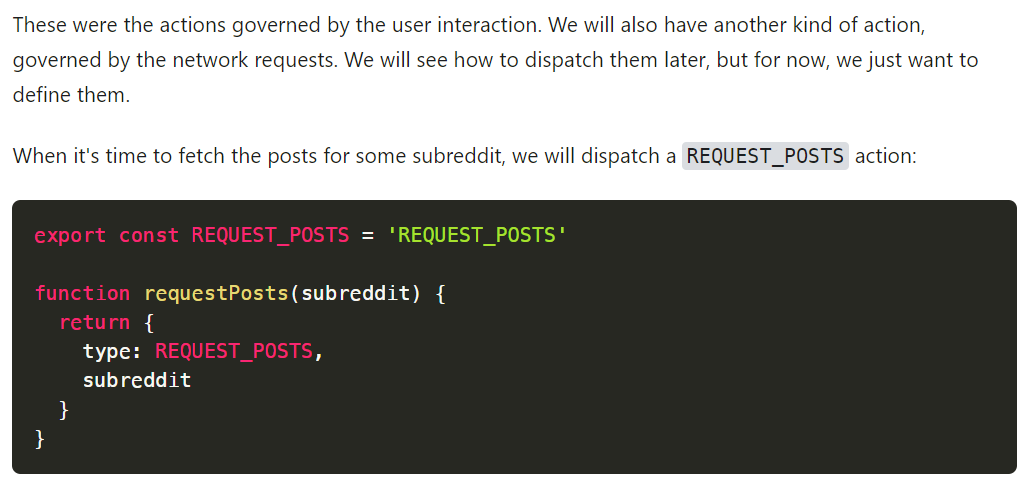 These were the actions governed by the user interaction. We will also have another kind of action,
governed by the network requests. We will see how to dispatch them later, but for now, we just want to
define them.
When it's time to fetch the posts for some subreddit, we will dispatch a REQUEST_POSTS action:
export const REQUEST_POSTS = 'REQUEST_POSTS'
function requestPosts(subreddit) {
  return {
    type: REQUEST_POSTS,
    subreddit
  }
}